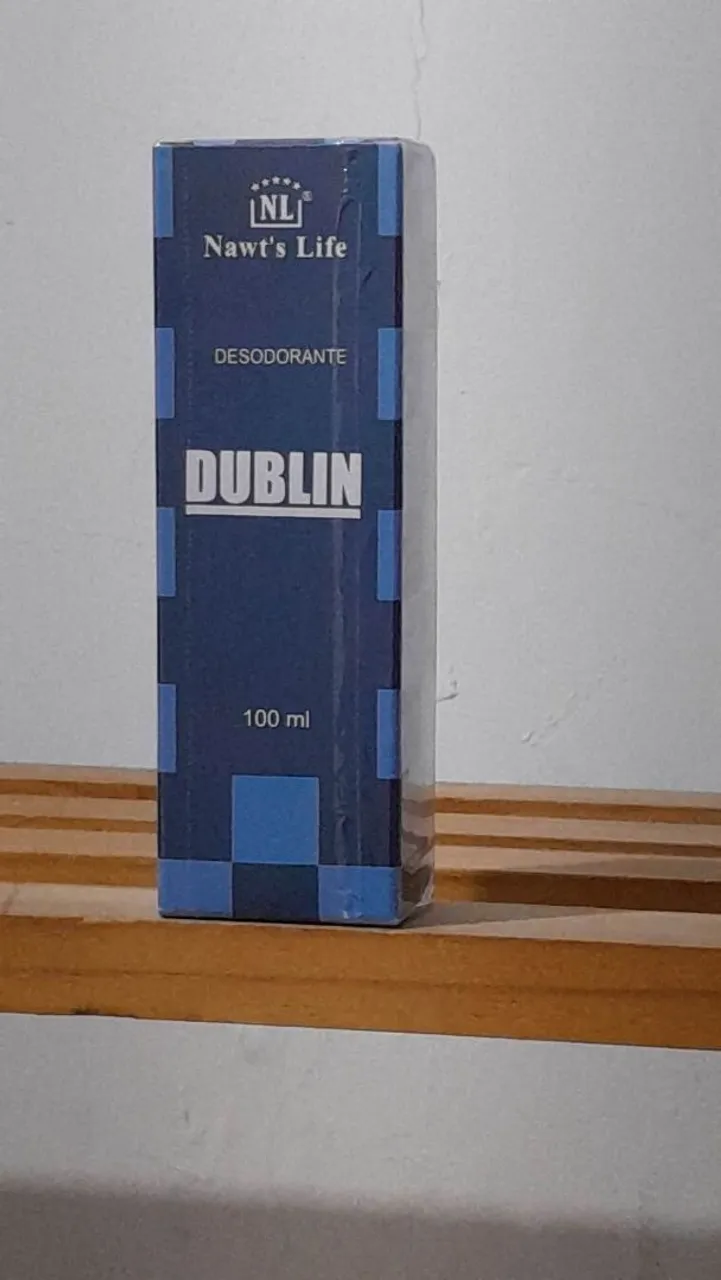 NL®
Nawt's Life
DESODORANTE
DUBLIN
100 ml